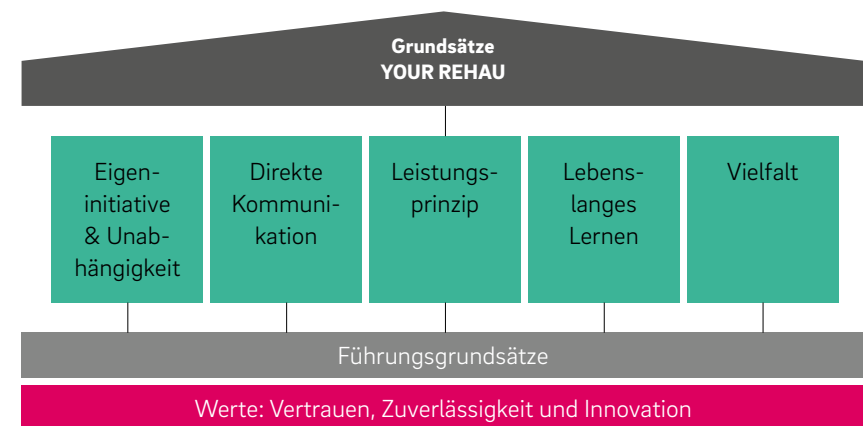 Grundsätze
YOUR REHAU
Eigen-
initiative
& Unab-
hängigkeit
Direkte
Kommuni-
kation
Leistungs-
prinzip
Lebens-
langes
Lernen
Vielfalt
Führungsgrundsätze
Werte: Vertrauen, Zuverlässigkeit und Innovation